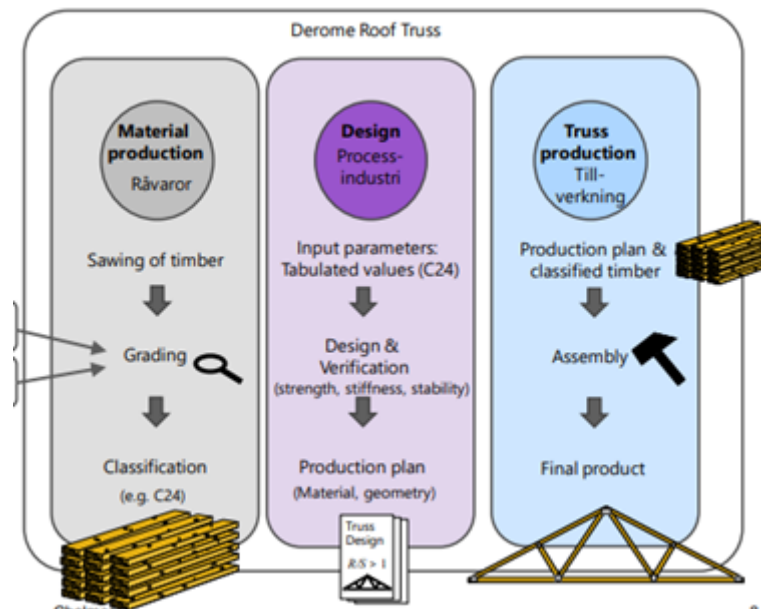 Derome Roof Truss
Material
production
Råvaror
Sawing of timber
Grading
Classification
(e.g. C24)
Design
Process-
industri
Input parameters:
Tabulated values (C24)
Design &
Verification
(strength, stiffness, stability)
Production plan
(Material, geometry)
Truss
Design
R/S > 1
Truss
production
Till-
verkning
Production plan &
classified timber
Assembly
Final product